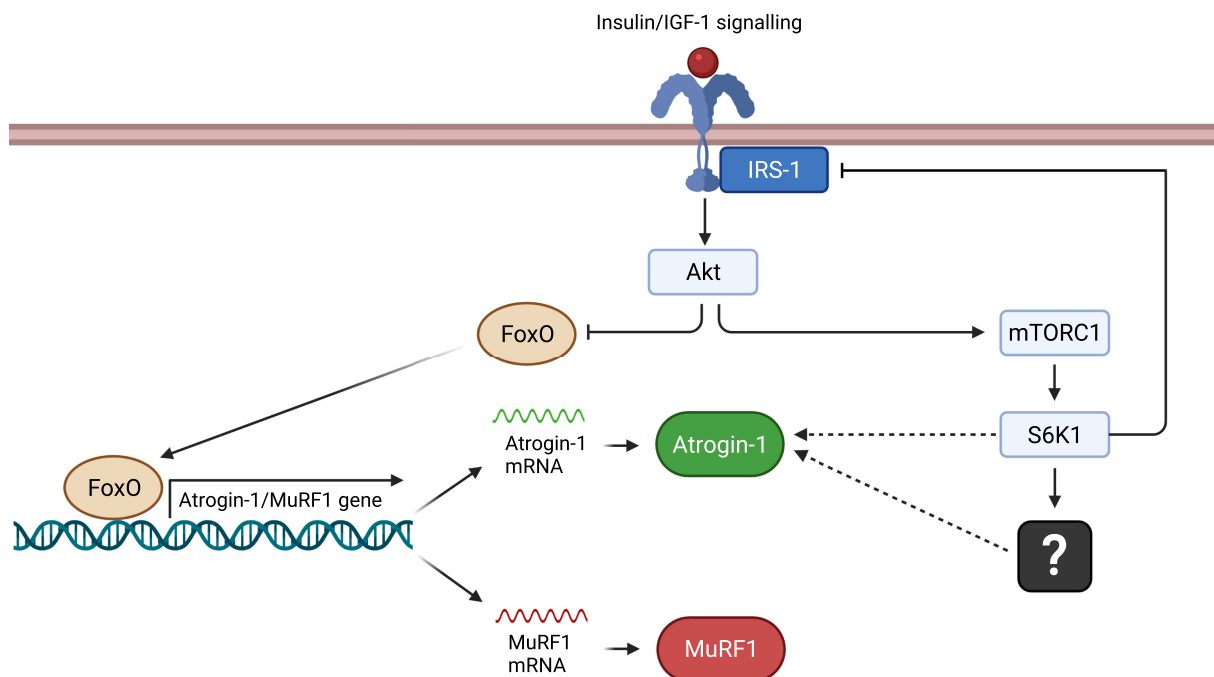 Insulin/IGF-1 signalling
IRS-1
Akt
FoxO
mTORC1
Atrogin-1
mRNA
Atrogin-1
S6K1
FoxO
Atrogin-1/MuRF1 gene
?
MuRF1
mRNA
MuRF1